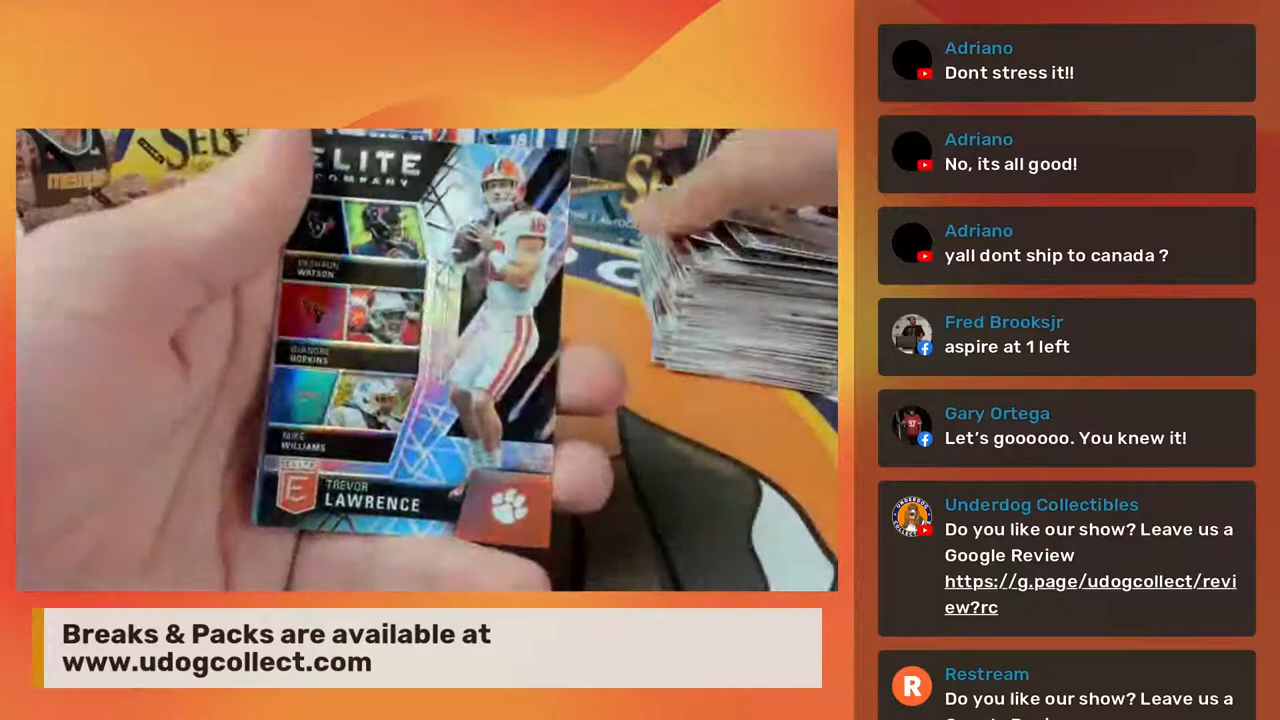 ELITE
COMPANY
DESHAUN
WATSON
DEANDRE
HOPKINS
MIKE
WILLIAMS
TREVOR
LAWRENCE
Breaks & Packs are available at
www.udogcollect.com
Adriano
Dont stress it!!
Adriano
No, its all good!
Adriano
yall dont ship to canada ?
Fred Brooksjr
aspire at 1 left
Gary Ortega
Let’s goooooo. You knew it!
Underdog Collectibles
Do you like our show? Leave us a
Google Review
https://g.page/udogcollect/revi
ew?rc
Restream
Do you like our show? Leave us a